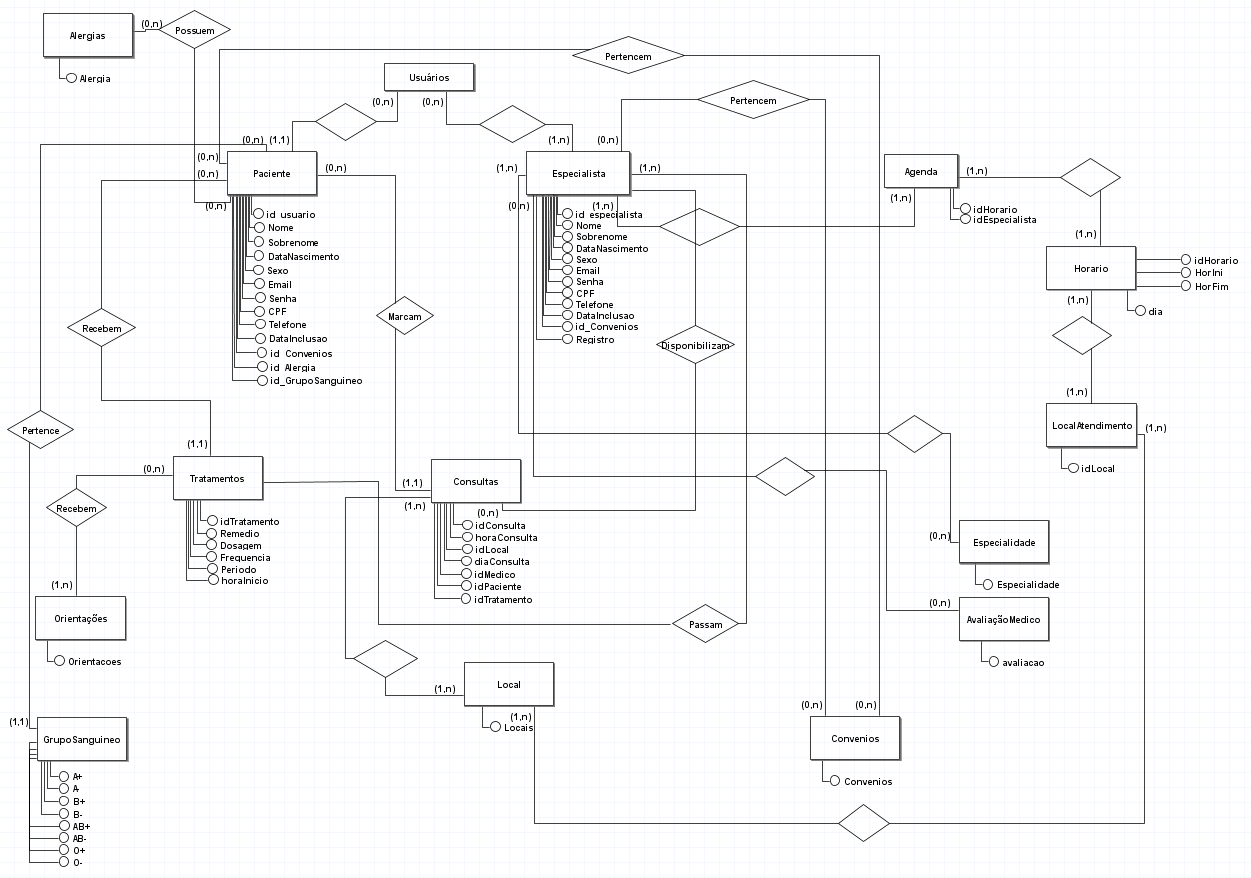 Alergias
(0,n)
Possuem
Alergia
Pertencem
Usuários
(0,n)
(0,n)
Pertencem
(0,n)
(1,1)
(1,n)
(0,n)
(0,n)
(0,n)
(0,n)
Paciente
(0,n)
(1,n)
Especialista
(1,n)
(0,n)
(1,n)
Agenda
(1,n)
(1,n)
id_usuario
Nome
Sobrenome
DataNascimento
Sexo
Email
Senha
CPF
Telefone
DataInclusao
id_Convenios
id_Alergia
id_GrupoSanguineo
id_especialista
Nome
Sobrenome
DataNascimento
Sexo
Email
Senha
CPF
Telefone
DataInclusao
id_Convenios
Registro
idHorario
idEspecialista
(1,n)
Horario
idHorario
HorIni
HorFim
(1,n)
dia
Recebem
Marcam
Disponibilizam
(1,n)
LocalAtendimento
(1,n)
idLocal
Pertence
(1,1)
(0,n)
Tratamentos
Recebem
idTratamento
Remedio
Dosagem
Frequencia
Periodo
horaInicio
(1,1)
(1,n)
Consultas
(0,n)
idConsulta
horaConsulta
idLocal
diaConsulta
idMedico
idPaciente
idTratamento
(0,n)
Especialidade
Especialidade
(0,n)
AvaliaçãoMedico
avaliacao
(1,n)
Orientações
Orientacoes
Passam
(1,n)
Local
(1,n)
Locais
(0,n)
(0,n)
Convenios
Convenios
(1,1)
GrupoSanguineo
A+
A-
B+
B-
AB+
AB-
O+
O-